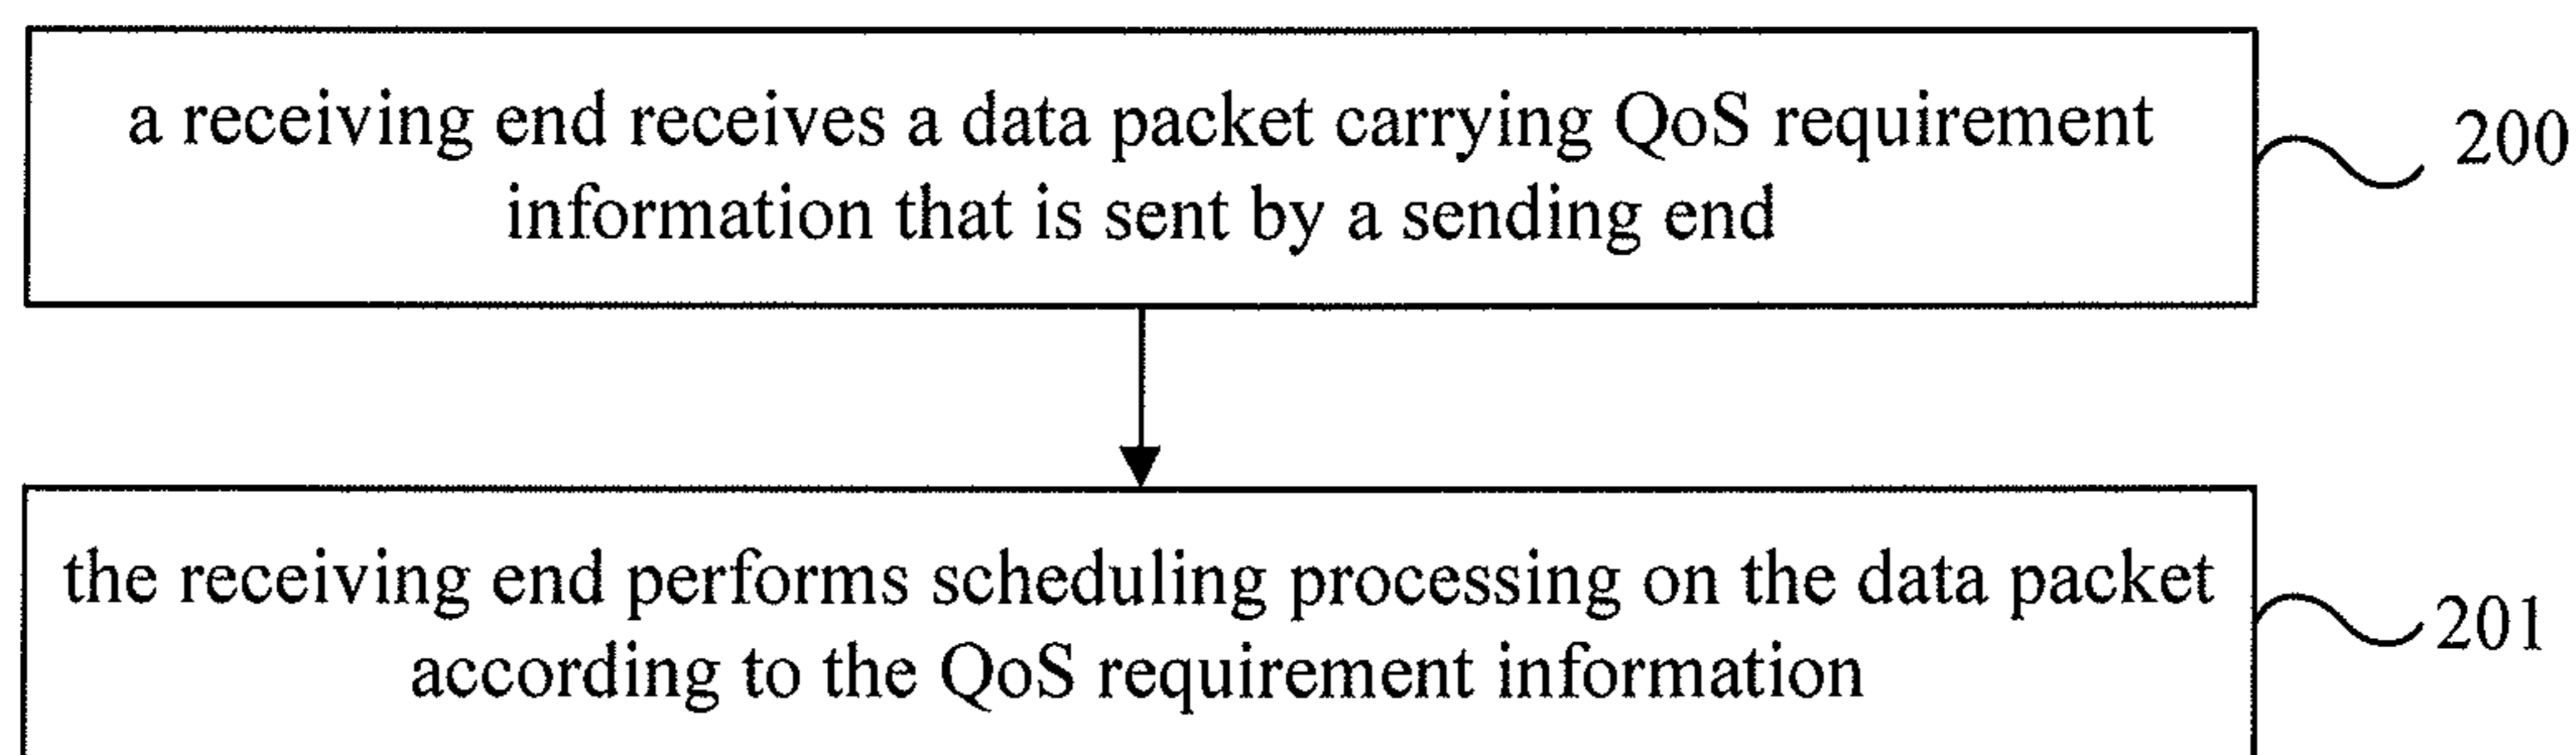 a receiving end receives a data packet carrying QoS requirement
information that is sent by a sending end
200
the receiving end performs scheduling processing on the data packet
according to the QoS requirement information
201